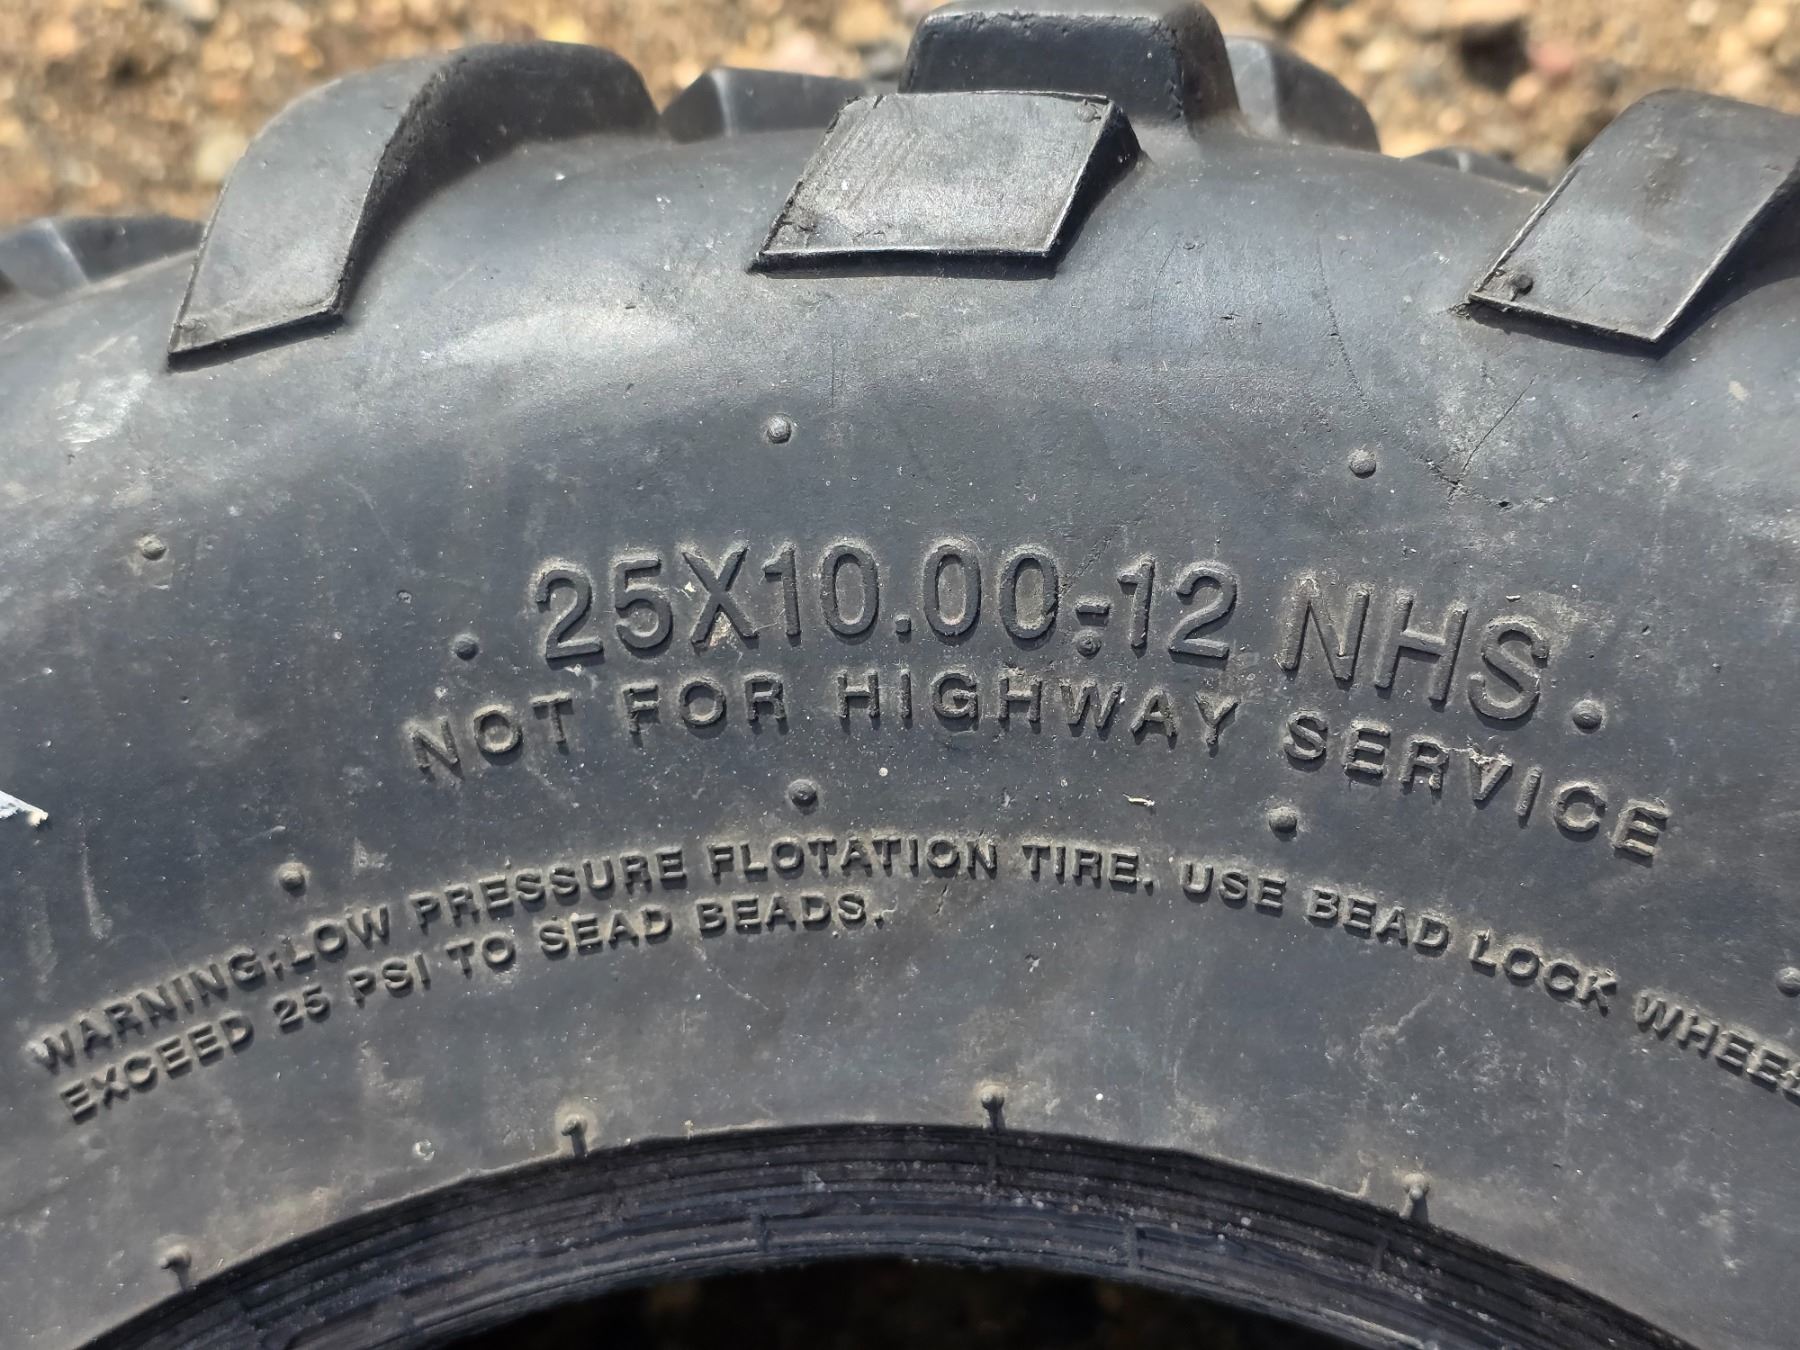 25X10.00-12 NHS
NOT FOR HIGHWAY SERVICE
WARNING:LOW PRESSURE FLOTATION TIRE. USE BEAD LOCK WHEEL
EXCEED 25 PSI TO SEAD BEADS.